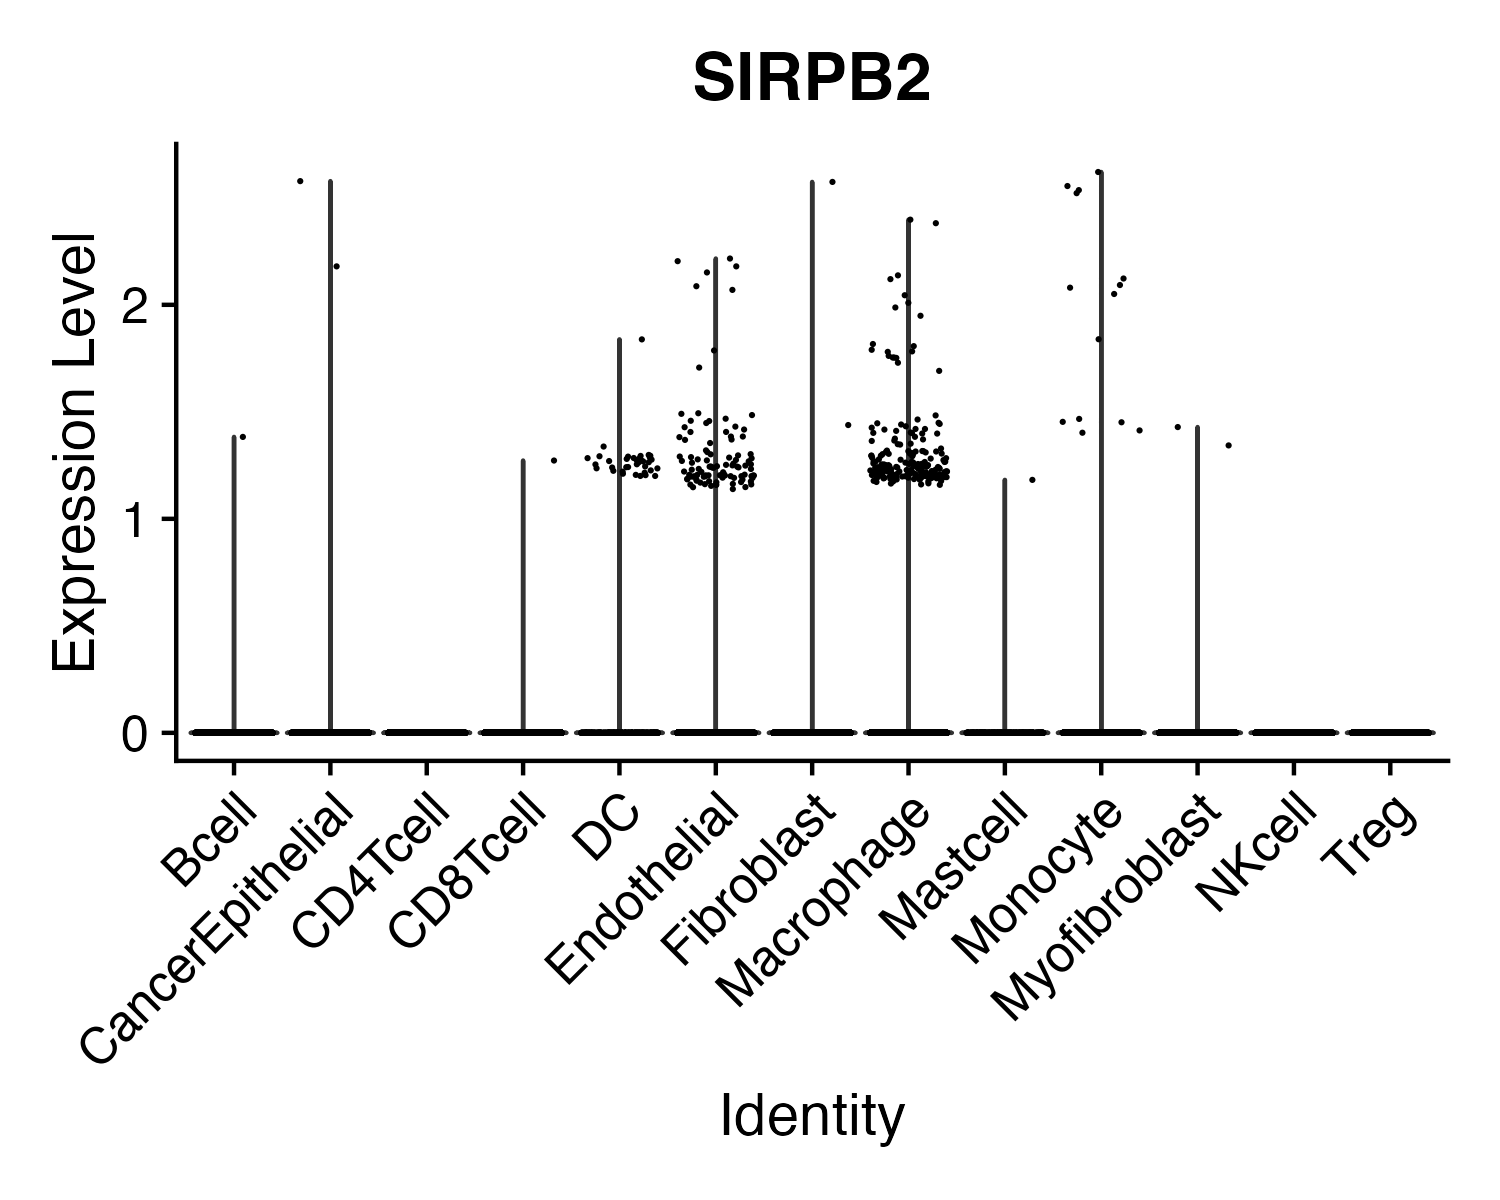 SIRPB2
Expression Level
2
1
0
Bcell
CancerEpithelial
CD4Tcell
CD8Tcell
DC
Endothelial
Fibroblast
Macrophage
Mastcell
Monocyte
Myofibroblast
NKcell
Treg
Identity